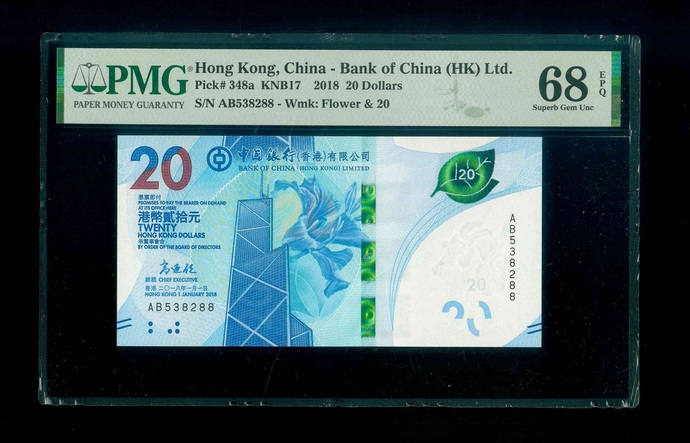 PMG®
PAPER MONEY GUARANTY
Hong Kong, China - Bank of China (HK) Ltd.
Pick# 348a KNB17 2018 20 Dollars
S/N AB538288 - Wmk: Flower & 20
68 EPQ
Superb Gem Unc
20
中國銀行(香港)有限公司
BANK OF CHINA (HONG KONG) LIMITED
憑票即付
PROMISES TO PAY THE BEARER ON DEMAND
AT ITS OFFICE HERE
港幣貳拾元
TWENTY
HONG KONG DOLLARS
承董事會命
BY ORDER OF THE BOARD OF DIRECTORS
總裁 CHIEF EXECUTIVE
香港 二〇一八年一月一日
HONG KONG 1 JANUARY 2018
AB538288
20
AB538288
20
20